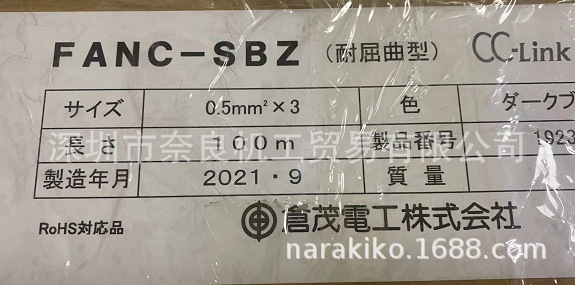 FANC-SBZ (耐屈曲型) CC-Link
サイズ 0.5mm²×3 色 ダークブ
長さ 100m 製品番号 1923
製造年月 2021・9 質量
深圳市奈良机工贸易有限公司
RoHS対応品 倉茂電工株式会社
narakiko.1688.com